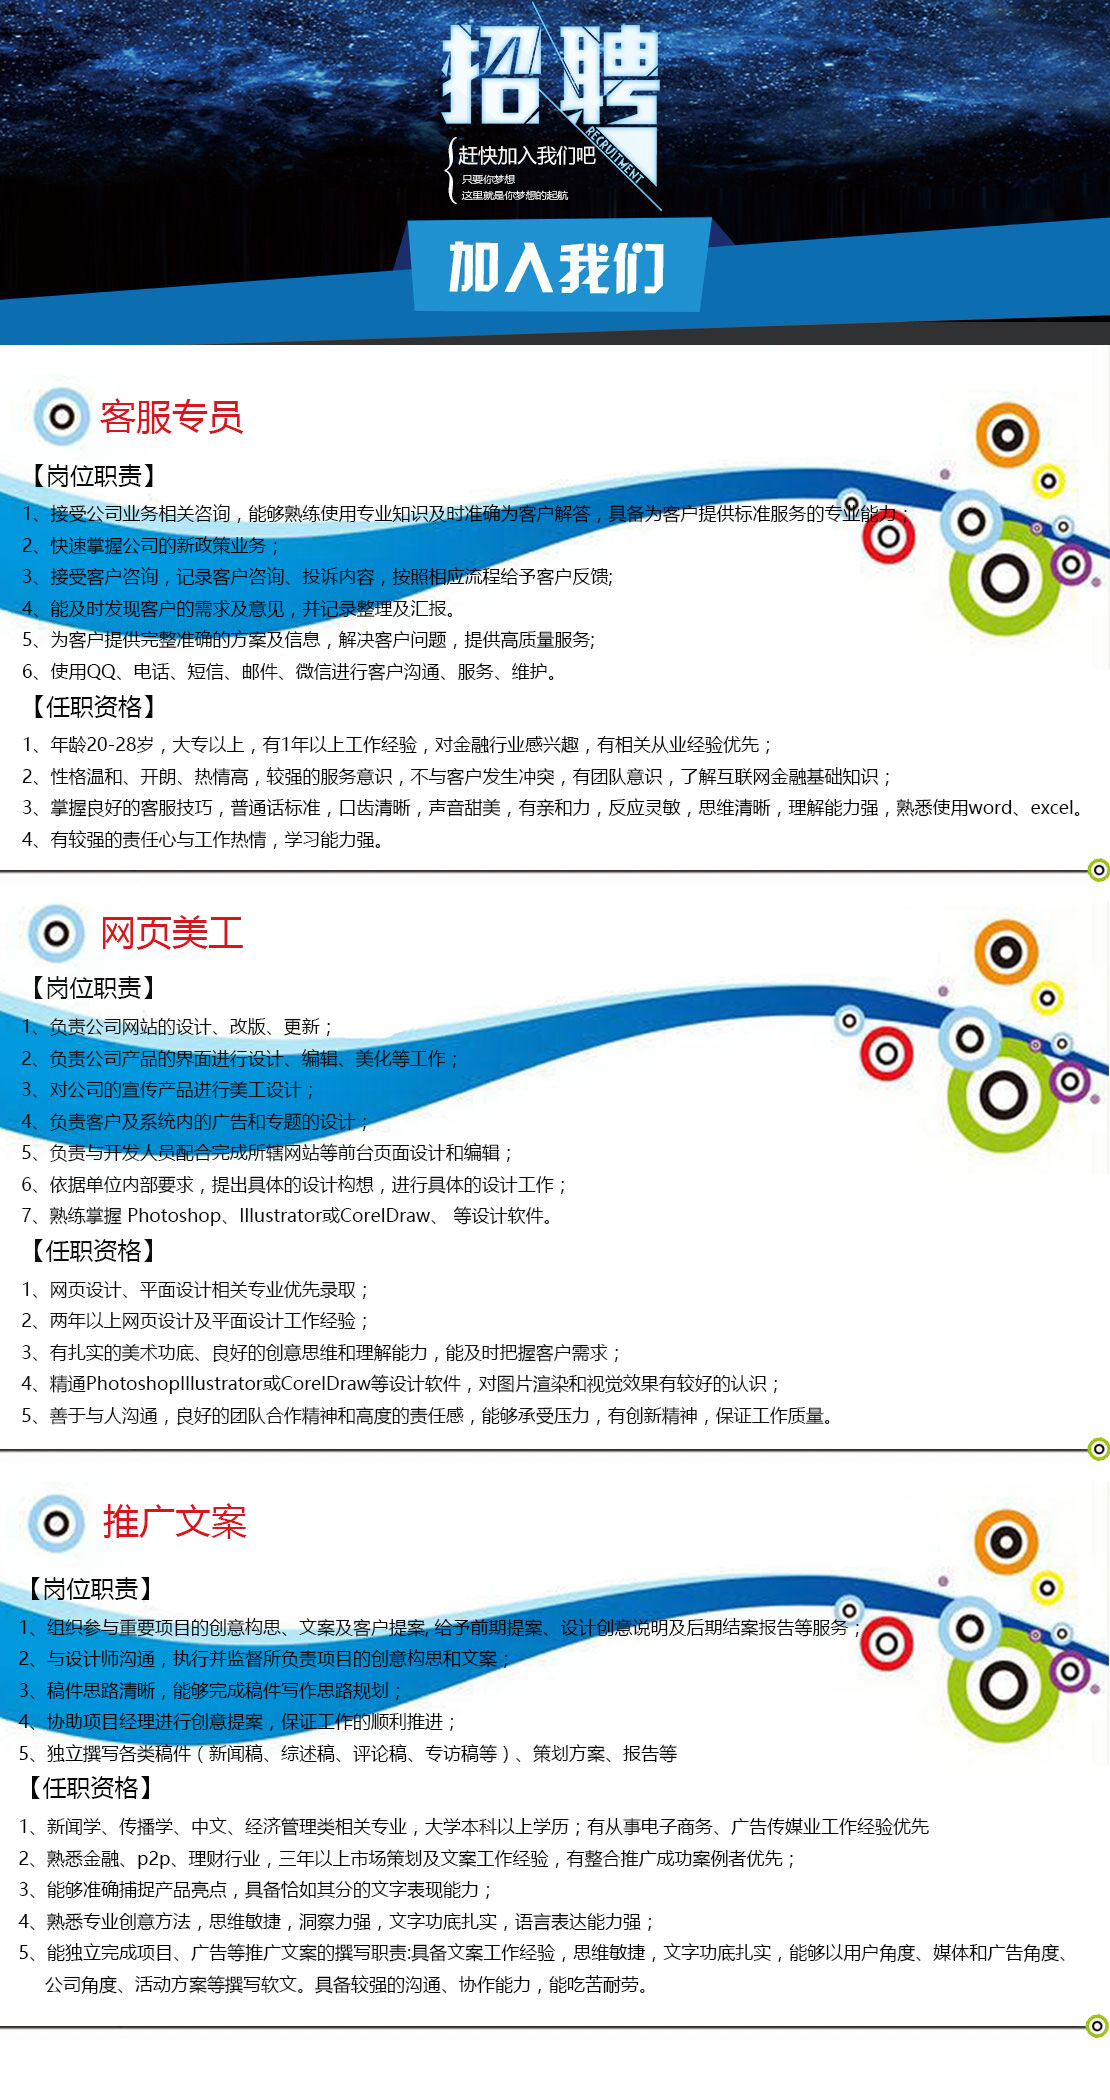 招聘
RECRUITMENT
赶快加入我们吧
只要你梦想
这里就是你梦想的起航
加入我们
客服专员
【岗位职责】
1、接受公司业务相关咨询，能够熟练使用专业知识及时准确为客户解答，具备为客户提供标准服务的专业能力；
2、快速掌握公司的新政策业务；
3、接受客户咨询，记录客户咨询、投诉内容，按照相应流程给予客户反馈;
4、能及时发现客户的需求及意见，并记录整理及汇报。
5、为客户提供完整准确的方案及信息，解决客户问题，提供高质量服务;
6、使用QQ、电话、短信、邮件、微信进行客户沟通、服务、维护。
【任职资格】
1、年龄20-28岁，大专以上，有1年以上工作经验，对金融行业感兴趣，有相关从业经验优先；
2、性格温和、开朗、热情高，较强的服务意识，不与客户发生冲突，有团队意识，了解互联网金融基础知识；
3、掌握良好的客服技巧，普通话标准，口齿清晰，声音甜美，有亲和力，反应灵敏，思维清晰，理解能力强，熟悉使用word、excel。
4、有较强的责任心与工作热情，学习能力强。
网页美工
【岗位职责】
1、负责公司网站的设计、改版、更新；
2、负责公司产品的界面进行设计、编辑、美化等工作；
3、对公司的宣传产品进行美工设计；
4、负责客户及系统内的广告和专题的设计；
5、负责与开发人员配合完成所辖网站等前台页面设计和编辑；
6、依据单位内部要求，提出具体的设计构想，进行具体的设计工作；
7、熟练掌握 Photoshop、Illustrator或CorelDraw、 等设计软件。
【任职资格】
1、网页设计、平面设计相关专业优先录取；
2、两年以上网页设计及平面设计工作经验；
3、有扎实的美术功底、良好的创意思维和理解能力，能及时把握客户需求；
4、精通PhotoshopIllustrator或CorelDraw等设计软件，对图片渲染和视觉效果有较好的认识；
5、善于与人沟通，良好的团队合作精神和高度的责任感，能够承受压力，有创新精神，保证工作质量。
推广文案
【岗位职责】
1、组织参与重要项目的创意构思、文案及客户提案, 给予前期提案、设计创意说明及后期结案报告等服务；
2、与设计师沟通，执行并监督所负责项目的创意构思和文案；
3、稿件思路清晰，能够完成稿件写作思路规划；
4、协助项目经理进行创意提案，保证工作的顺利推进；
5、独立撰写各类稿件（新闻稿、综述稿、评论稿、专访稿等）、策划方案、报告等
【任职资格】
1、新闻学、传播学、中文、经济管理类相关专业，大学本科以上学历；有从事电子商务、广告传媒业工作经验优先
2、熟悉金融、p2p、理财行业，三年以上市场策划及文案工作经验，有整合推广成功案例者优先；
3、能够准确捕捉产品亮点，具备恰如其分的文字表现能力；
4、熟悉专业创意方法，思维敏捷，洞察力强，文字功底扎实，语言表达能力强；
5、能独立完成项目、广告等推广文案的撰写职责:具备文案工作经验，思维敏捷，文字功底扎实，能够以用户角度、媒体和广告角度、
公司角度、活动方案等撰写软文。具备较强的沟通、协作能力，能吃苦耐劳。